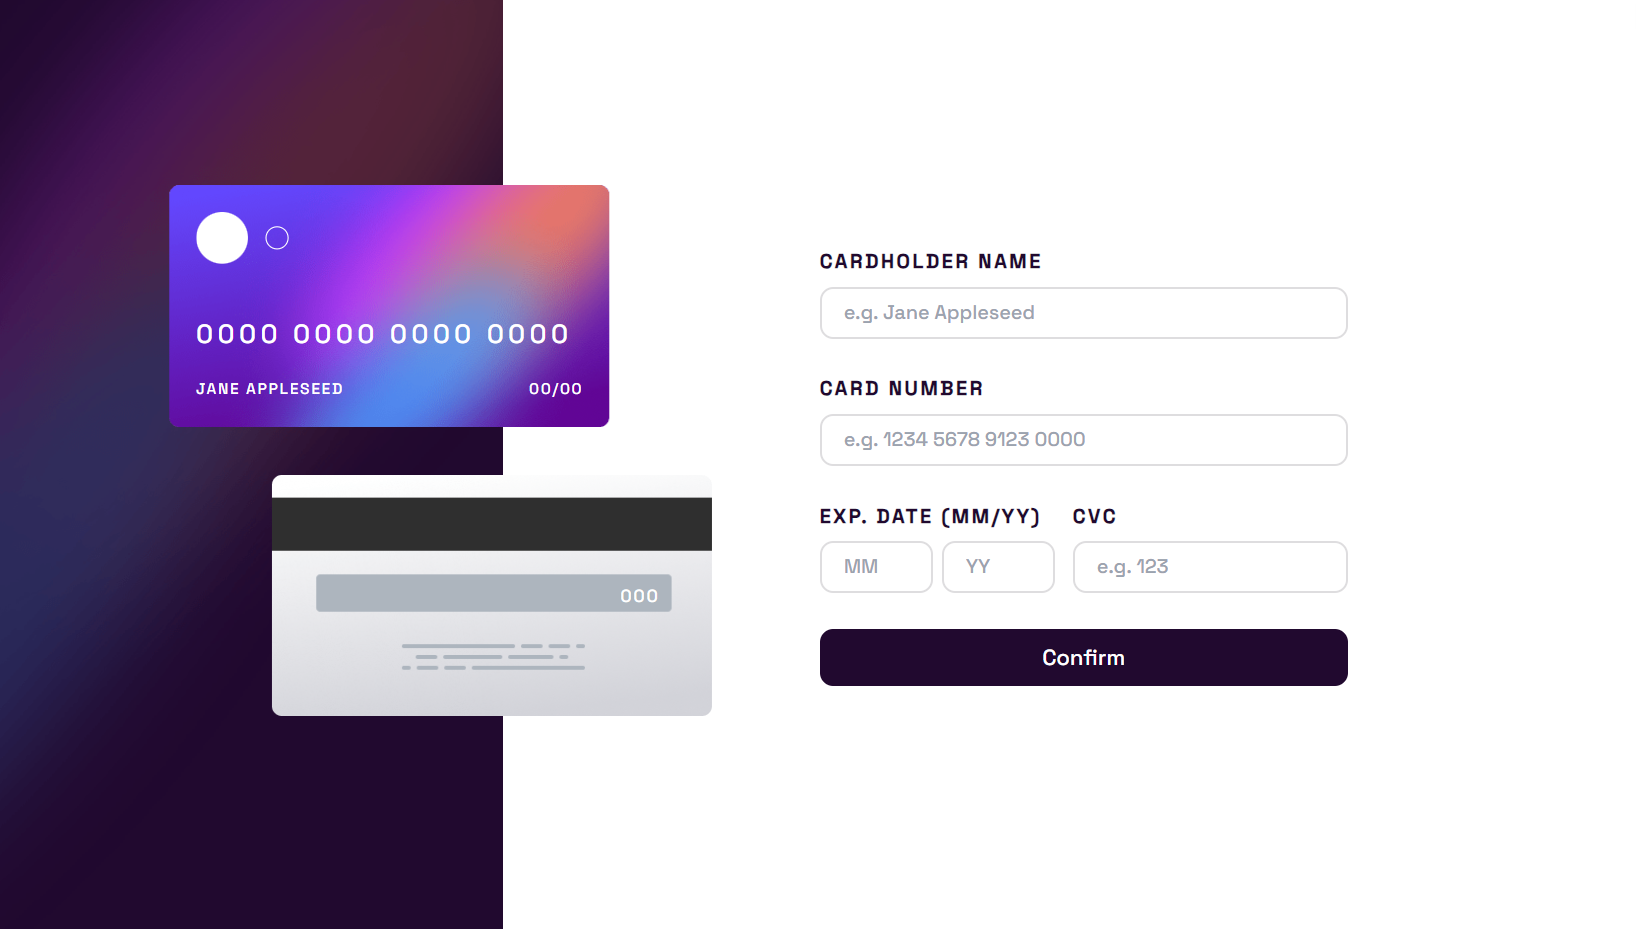 0000 0000 0000 0000
JANE APPLESEED 00/00
000
CARDHOLDER NAME
e.g. Jane Appleseed
CARD NUMBER
e.g. 1234 5678 9123 0000
EXP. DATE (MM/YY) CVC
MM YY e.g. 123
Confirm